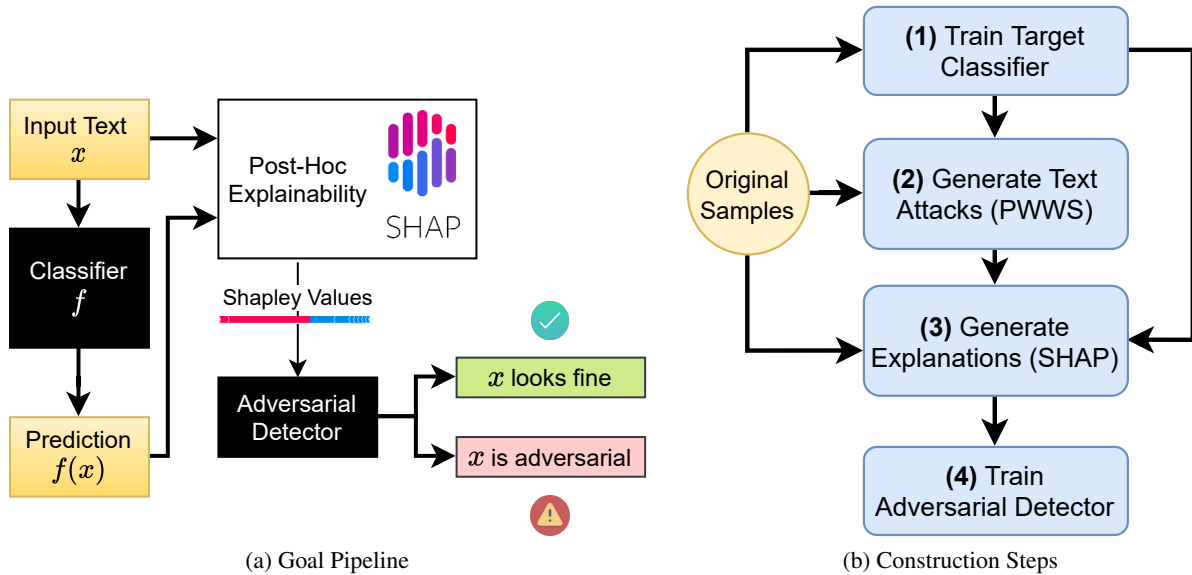 Input Text
x
Classifier
f
Prediction
f(x)
Post-Hoc
Explainability
SHAP
Shapley Values
Adversarial
Detector
x looks fine
x is adversarial
(a) Goal Pipeline
Original
Samples
(1) Train Target
Classifier
(2) Generate Text
Attacks (PWWS)
(3) Generate
Explanations (SHAP)
(4) Train
Adversarial Detector
(b) Construction Steps